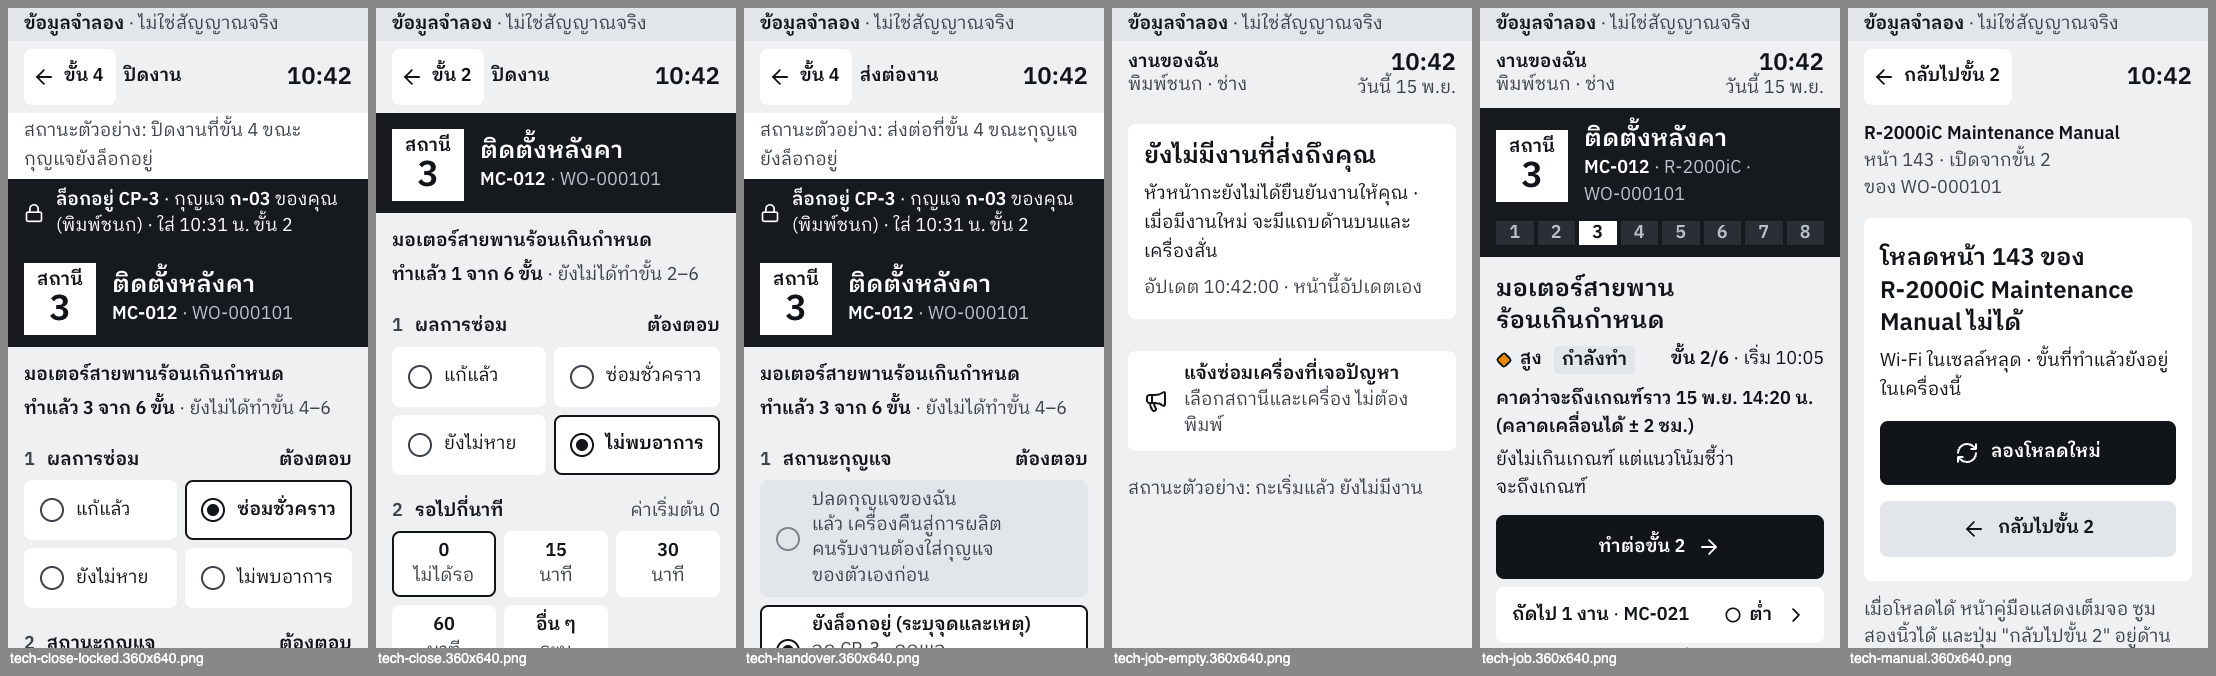 ข้อมูลจำลอง · ไม่ใช่สัญญาณจริง
ขั้น 4
ปิดงาน
10:42
สถานะตัวอย่าง: ปิดงานที่ขั้น 4 ขณะ
กุญแจยังล็อกอยู่
ล็อกอยู่ CP-3 · กุญแจ ก-03 ของคุณ
(พิมพ์ชนก) · ใส่ 10:31 น. ขั้น 2
สถานี
3
ติดตั้งหลังคา
MC-012 · WO-000101
มอเตอร์สายพานร้อนเกินกำหนด
ทำแล้ว 3 จาก 6 ขั้น · ยังไม่ได้ทำขั้น 4–6
1 ผลการซ่อม
ต้องตอบ
แก้แล้ว
ซ่อมชั่วคราว
ยังไม่หาย
ไม่พบอาการ
2 สถานะกุญแจ
ต้องตอบ
tech-close-locked.360x640.png
ข้อมูลจำลอง · ไม่ใช่สัญญาณจริง
ขั้น 2
ปิดงาน
10:42
สถานี
3
ติดตั้งหลังคา
MC-012 · WO-000101
มอเตอร์สายพานร้อนเกินกำหนด
ทำแล้ว 1 จาก 6 ขั้น · ยังไม่ได้ทำขั้น 2–6
1 ผลการซ่อม
ต้องตอบ
แก้แล้ว
ซ่อมชั่วคราว
ยังไม่หาย
ไม่พบอาการ
2 รอไปกี่นาที
ค่าเริ่มต้น 0
0
ไม่ได้รอ
15
นาที
30
นาที
60
อื่น ๆ
tech-close.360x640.png
ข้อมูลจำลอง · ไม่ใช่สัญญาณจริง
ขั้น 4
ส่งต่องาน
10:42
สถานะตัวอย่าง: ส่งต่อที่ขั้น 4 ขณะกุญแจ
ยังล็อกอยู่
ล็อกอยู่ CP-3 · กุญแจ ก-03 ของคุณ
(พิมพ์ชนก) · ใส่ 10:31 น. ขั้น 2
สถานี
3
ติดตั้งหลังคา
MC-012 · WO-000101
มอเตอร์สายพานร้อนเกินกำหนด
ทำแล้ว 3 จาก 6 ขั้น · ยังไม่ได้ทำขั้น 4–6
1 สถานะกุญแจ
ต้องตอบ
ปลดกุญแจของฉัน
แล้ว เครื่องคืนสู่การผลิต
คนรับงานต้องใส่กุญแจ
ของตัวเองก่อน
ยังล็อกอยู่ (ระบุจุดและเหตุ)
tech-handover.360x640.png
ข้อมูลจำลอง · ไม่ใช่สัญญาณจริง
งานของฉัน
10:42
พิมพ์ชนก · ช่าง
วันนี้ 15 พ.ย.
ยังไม่มีงานที่ส่งถึงคุณ
หัวหน้ากะยังไม่ได้ยืนยันงานให้คุณ ·
เมื่อมีงานใหม่ จะมีแถบด้านบนและ
เครื่องสั่น
อัปเดต 10:42:00 · หน้านี้อัปเดตเอง
แจ้งซ่อมเครื่องที่เจอปัญหา
เลือกสถานีและเครื่อง ไม่ต้อง
พิมพ์
สถานะตัวอย่าง: กะเริ่มแล้ว ยังไม่มีงาน
tech-job-empty.360x640.png
ข้อมูลจำลอง · ไม่ใช่สัญญาณจริง
งานของฉัน
10:42
พิมพ์ชนก · ช่าง
วันนี้ 15 พ.ย.
สถานี
3
ติดตั้งหลังคา
MC-012 · R-2000iC ·
WO-000101
1 2 3 4 5 6 7 8
มอเตอร์สายพาน
ร้อนเกินกำหนด
สูง
กำลังทำ
ขั้น 2/6 · เริ่ม 10:05
คาดว่าจะถึงเกณฑ์ราว 15 พ.ย. 14:20 น.
(คลาดเคลื่อนได้ ± 2 ชม.)
ยังไม่เกินเกณฑ์ แต่แนวโน้มชี้ว่า
จะถึงเกณฑ์
ทำต่อขั้น 2
ถัดไป 1 งาน · MC-021
ต่ำ
tech-job.360x640.png
ข้อมูลจำลอง · ไม่ใช่สัญญาณจริง
กลับไปขั้น 2
10:42
R-2000iC Maintenance Manual
หน้า 143 · เปิดจากขั้น 2
ของ WO-000101
โหลดหน้า 143 ของ
R-2000iC Maintenance
Manual ไม่ได้
Wi-Fi ในเซลล์หลุด · ขั้นที่ทำแล้วยังอยู่
ในเครื่องนี้
ลองโหลดใหม่
กลับไปขั้น 2
เมื่อโหลดได้ หน้าคู่มือแสดงเต็มจอ ซูม
สองนิ้วได้ และปุ่ม "กลับไปขั้น 2" อยู่ด้าน
tech-manual.360x640.png